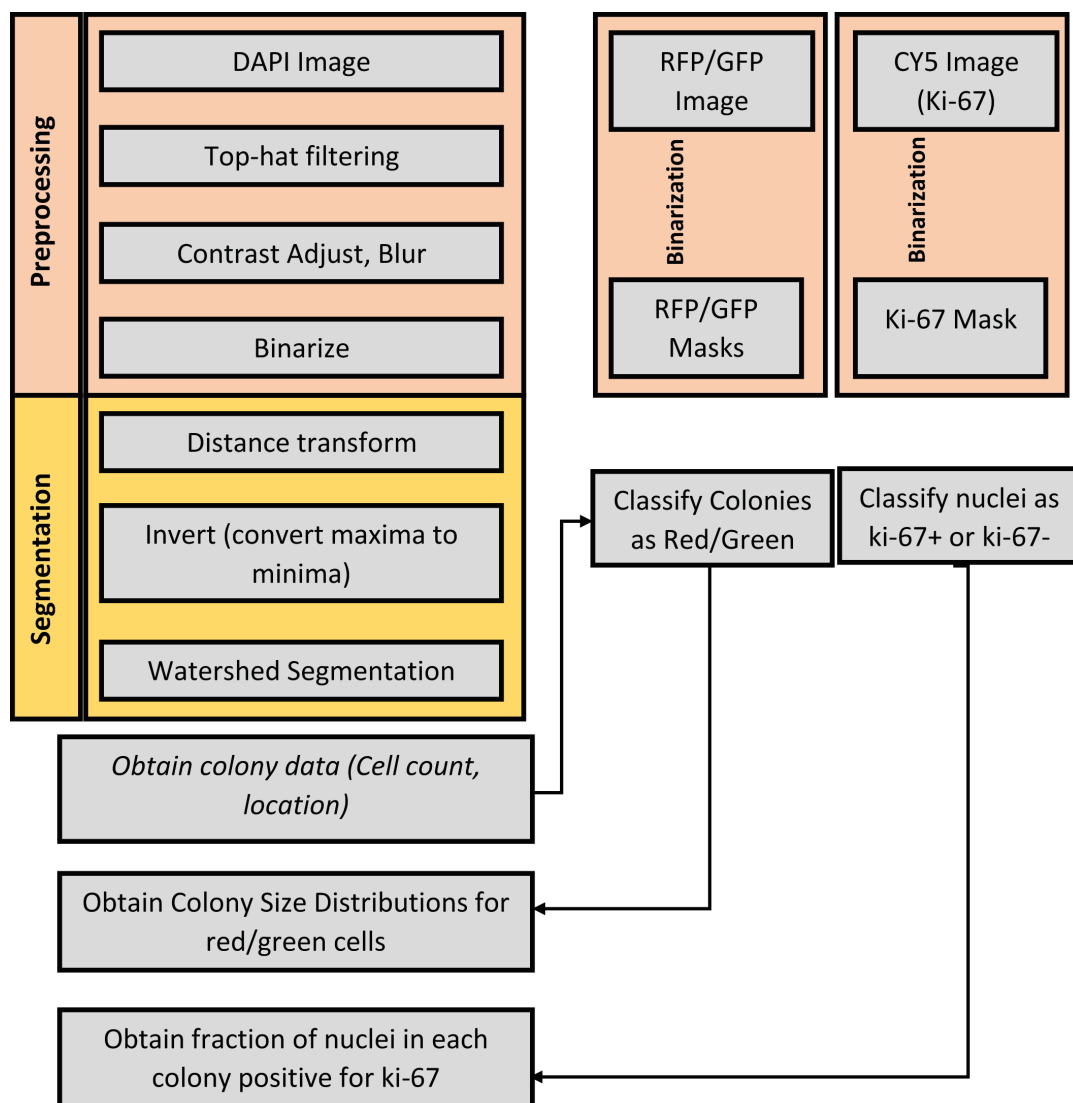 Preprocessing
DAPI Image
Top-hat filtering
Contrast Adjust, Blur
Binarize
Segmentation
Distance transform
Invert (convert maxima to
minima)
Watershed Segmentation
RFP/GFP
Image
Binarization
RFP/GFP
Masks
CY5 Image
(Ki-67)
Binarization
Ki-67 Mask
Classify Colonies
as Red/Green
Classify nuclei as
ki-67+ or ki-67-
Obtain colony data (Cell count,
location)
Obtain Colony Size Distributions for
red/green cells
Obtain fraction of nuclei in each
colony positive for ki-67